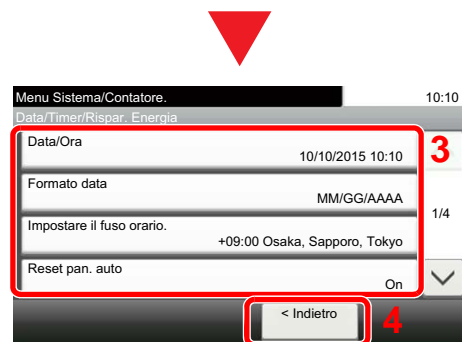 Menu Sistema/Contatore. 10:10
Data/Timer/Rispar. Energia
Data/Ora
10/10/2015 10:10
3
Formato data
MM/GG/AAAA
1/4
Impostare il fuso orario.
+09:00 Osaka, Sapporo, Tokyo
Reset pan. auto
On
< Indietro
4